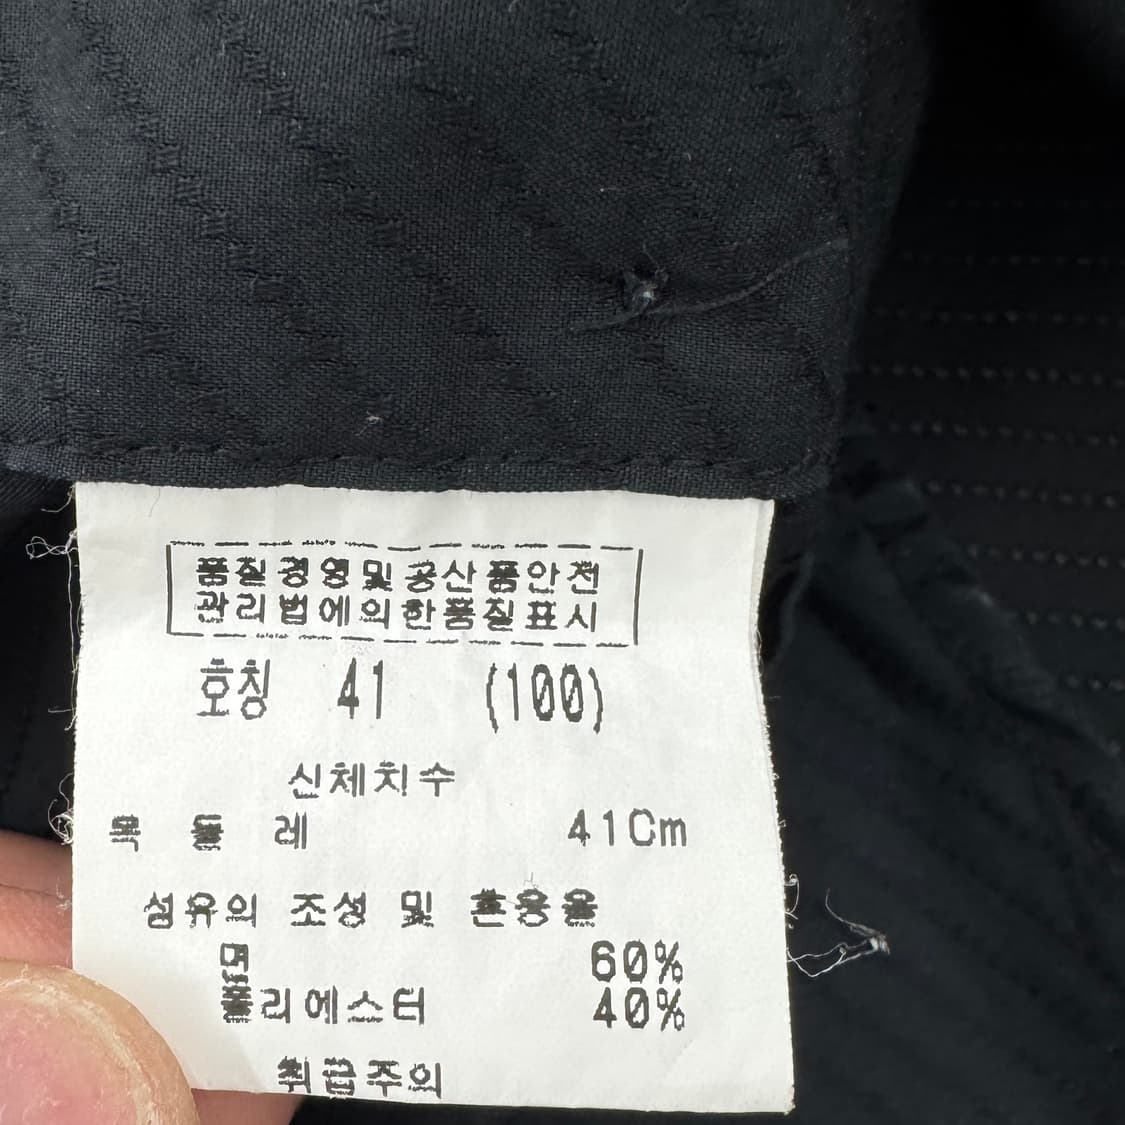 품질경영및공산품안전
관리법에의한품질표시
호칭 41 (100)
신체치수
목 둘 레 41Cm
섬유의 조성 및 혼용율
면 60%
폴리에스터 40%
취급주의